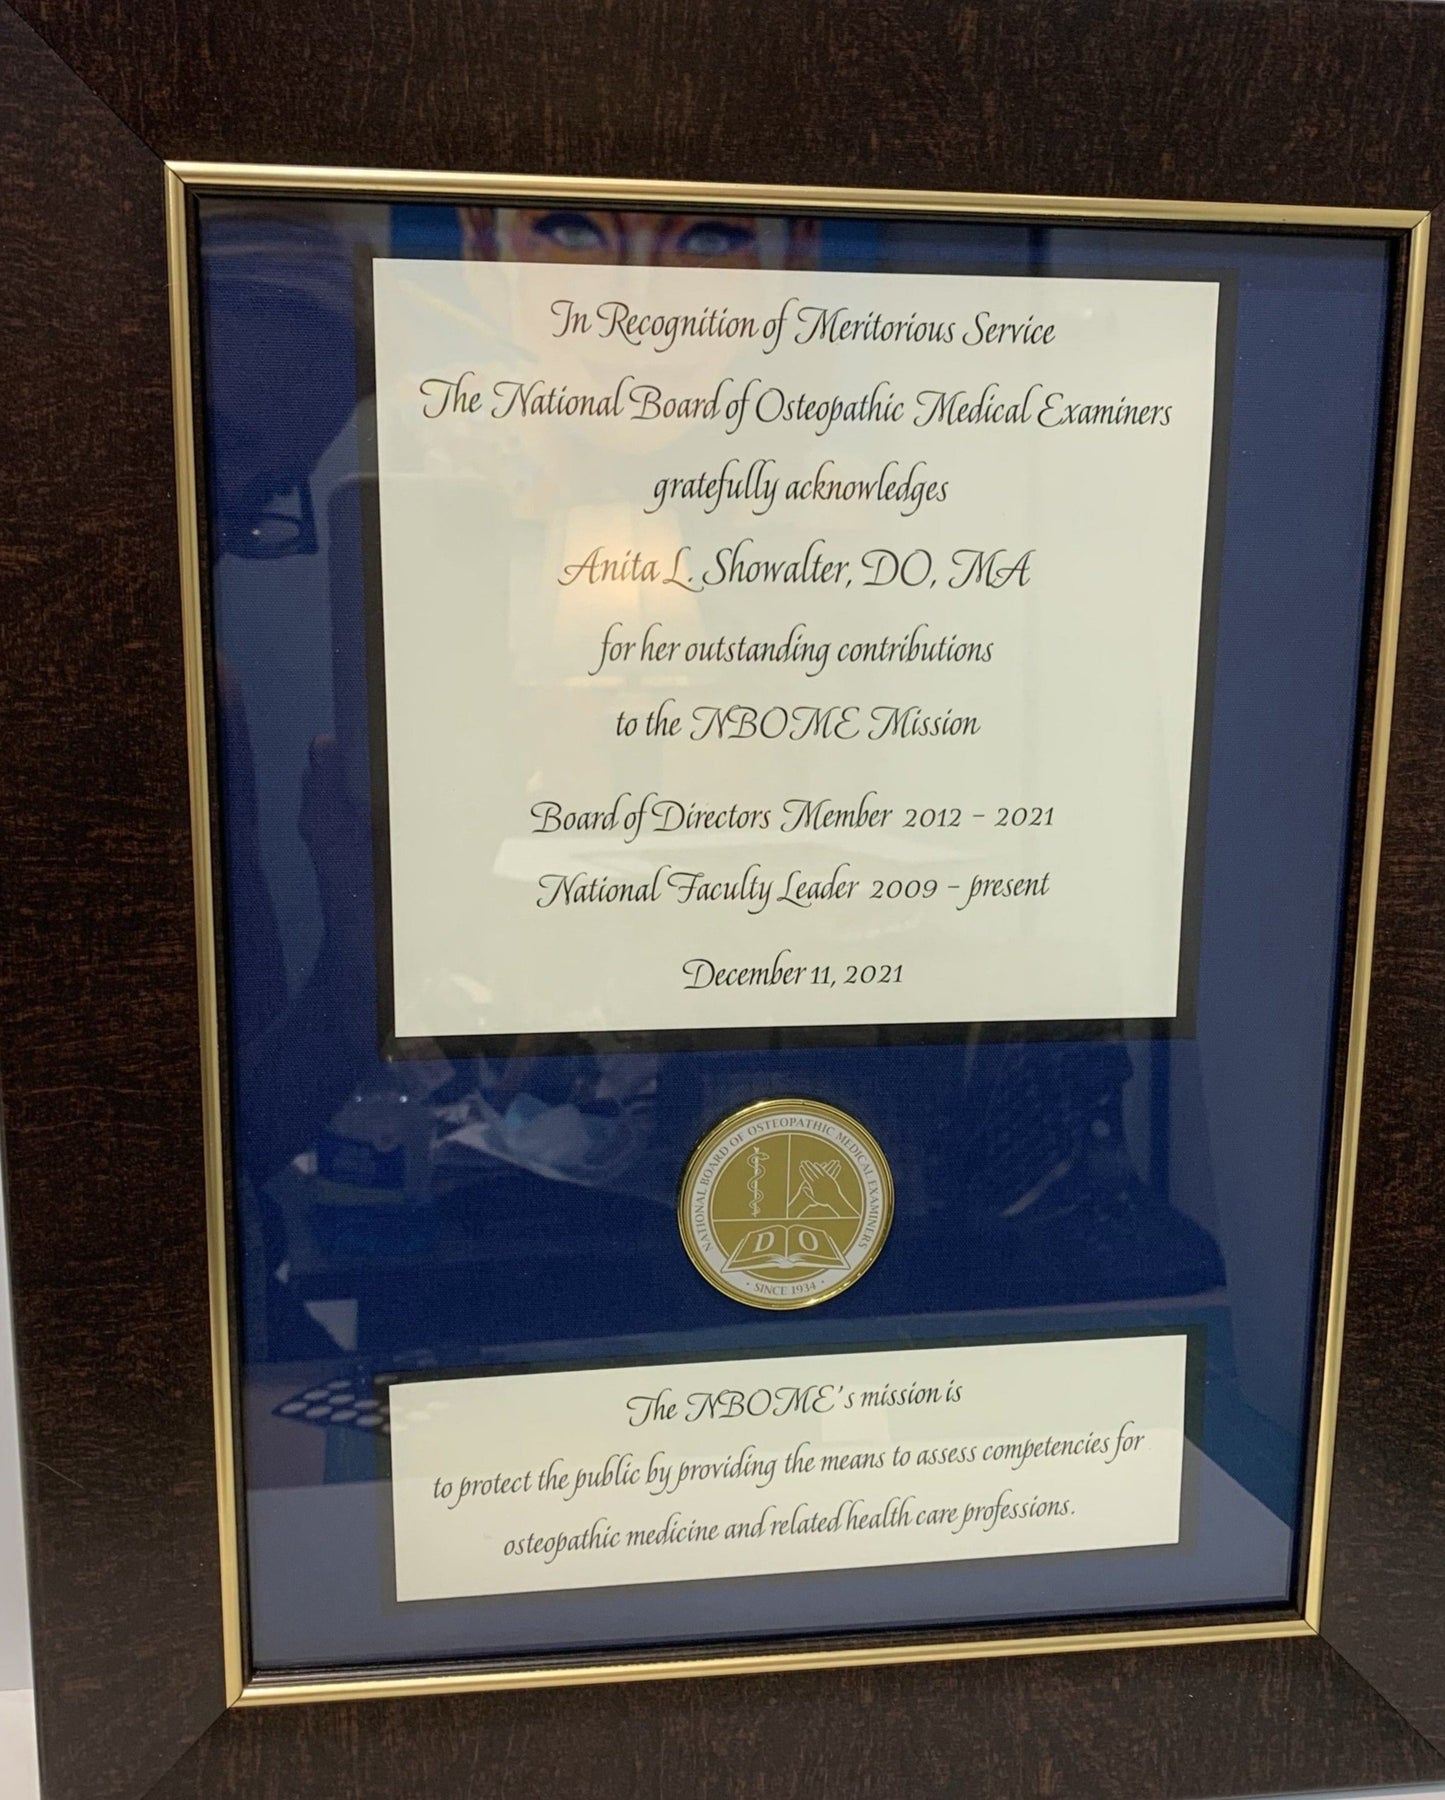 In Recognition of Meritorious Service
The National Board of Osteopathic Medical Examiners
gratefully acknowledges
Anita L. Showalter, DO, MA
for her outstanding contributions
to the NBOME Mission
Board of Directors Member 2012 – 2021
National Faculty Leader 2009 – present
December 11, 2021
NATIONAL BOARD OF OSTEOPATHIC MEDICAL EXAMINERS
D O
· SINCE 1934 ·
The NBOME's mission is
to protect the public by providing the means to assess competencies for
osteopathic medicine and related health care professions.